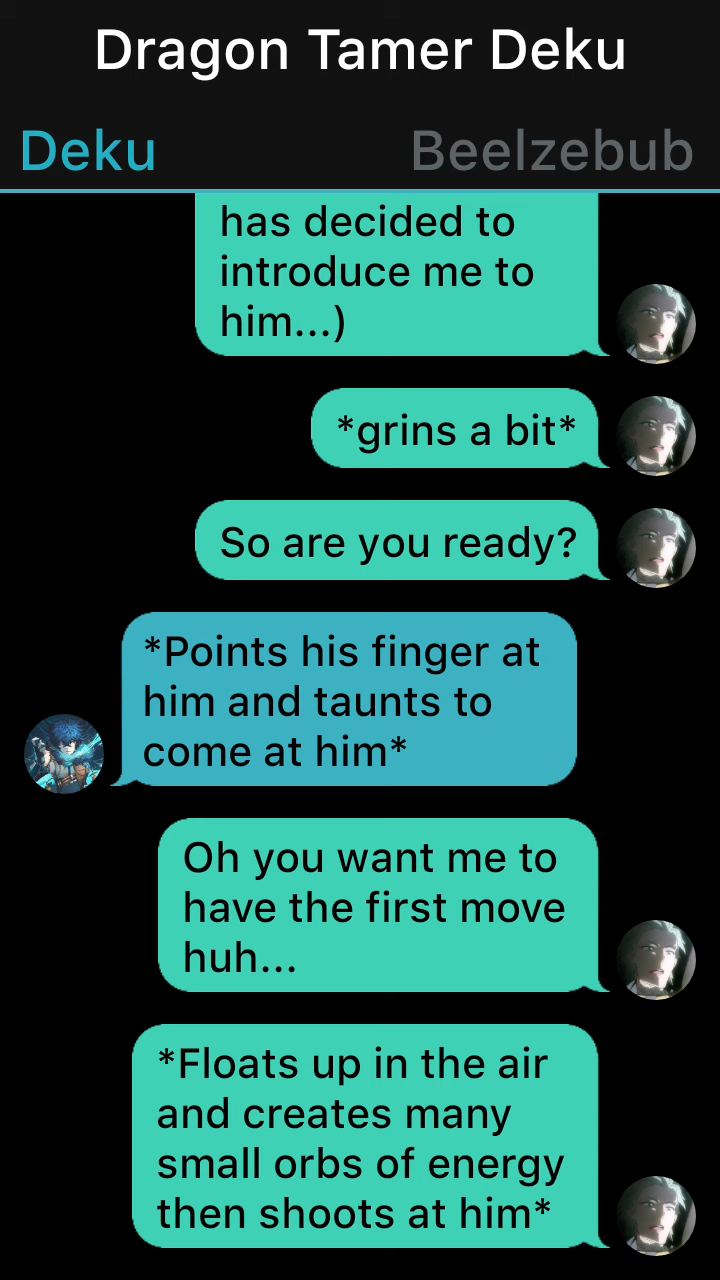 Dragon Tamer Deku
Deku
Beelzebub
has decided to
introduce me to
him...)
*grins a bit*
So are you ready?
*Points his finger at
him and taunts to
come at him*
Oh you want me to
have the first move
huh...
*Floats up in the air
and creates many
small orbs of energy
then shoots at him*